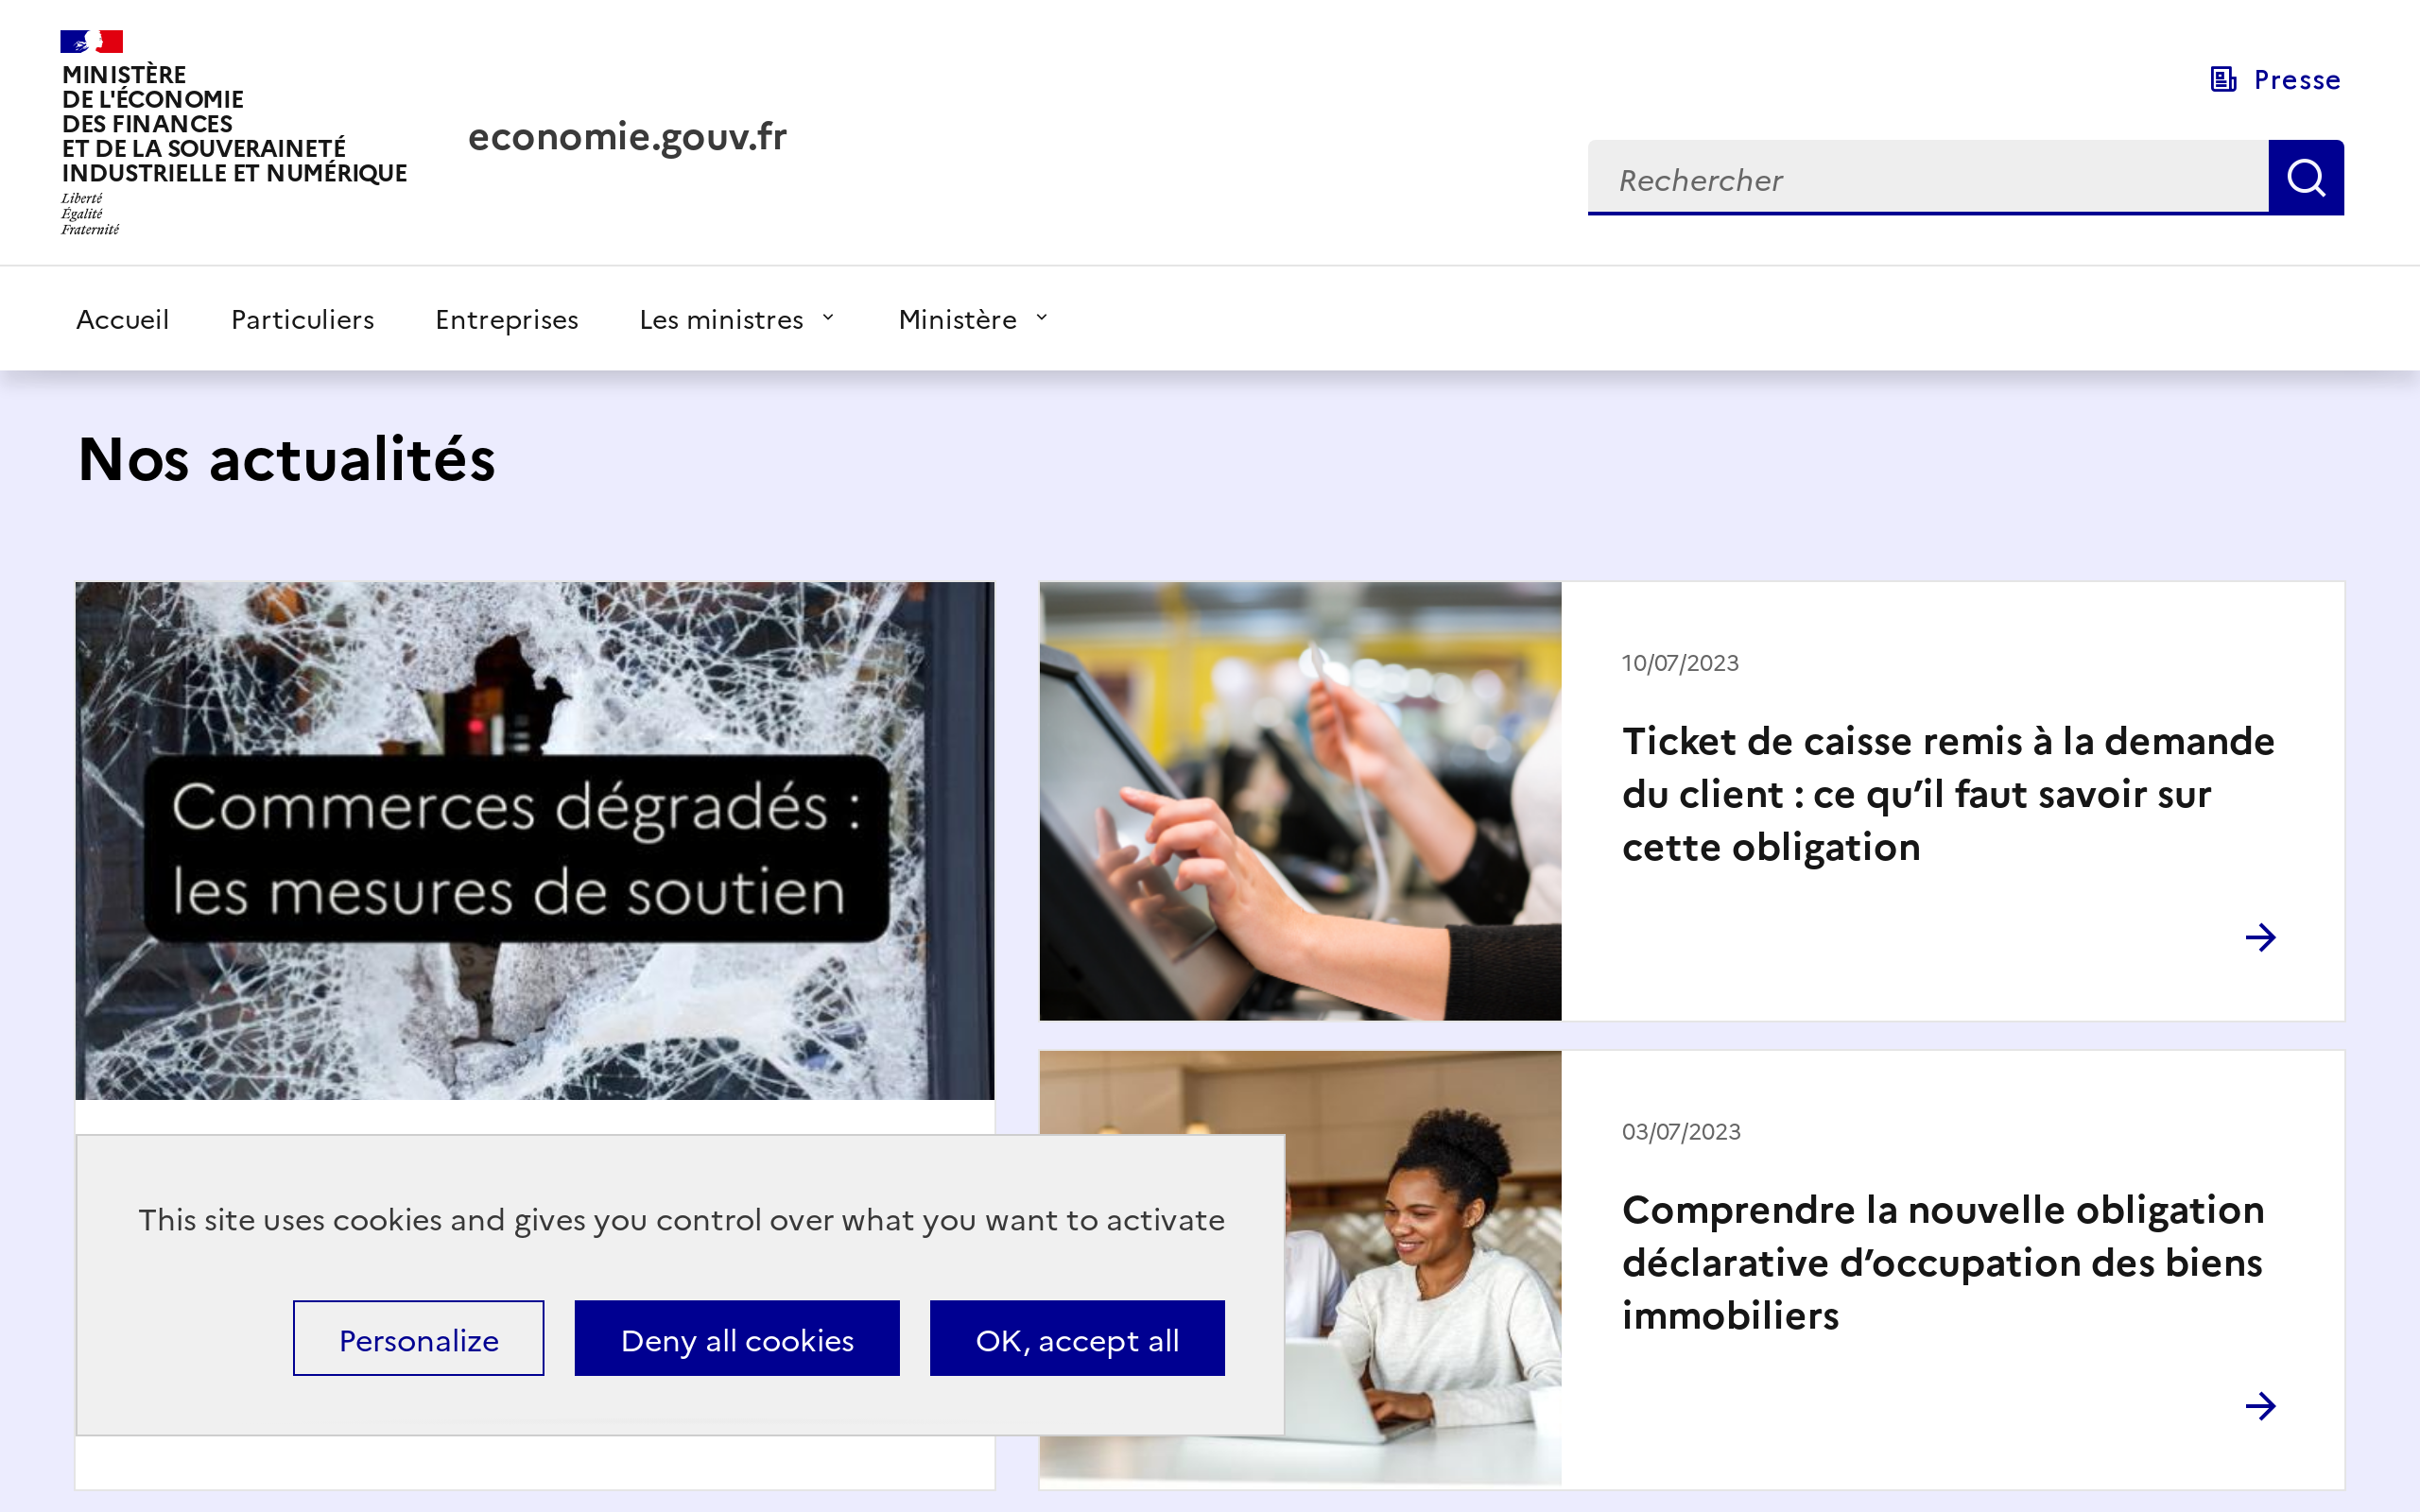 MINISTÈRE
DE L'ÉCONOMIE
DES FINANCES
ET DE LA SOUVERAINETÉ
INDUSTRIELLE ET NUMÉRIQUE
Liberté
Égalité
Fraternité
economie.gouv.fr
Presse
Rechercher
Accueil
Particuliers
Entreprises
Les ministres
Ministère
Nos actualités
Commerces dégradés :
les mesures de soutien
10/07/2023
Ticket de caisse remis à la demande
du client : ce qu’il faut savoir sur
cette obligation
03/07/2023
Comprendre la nouvelle obligation
déclarative d’occupation des biens
immobiliers
This site uses cookies and gives you control over what you want to activate
Personalize
Deny all cookies
OK, accept all